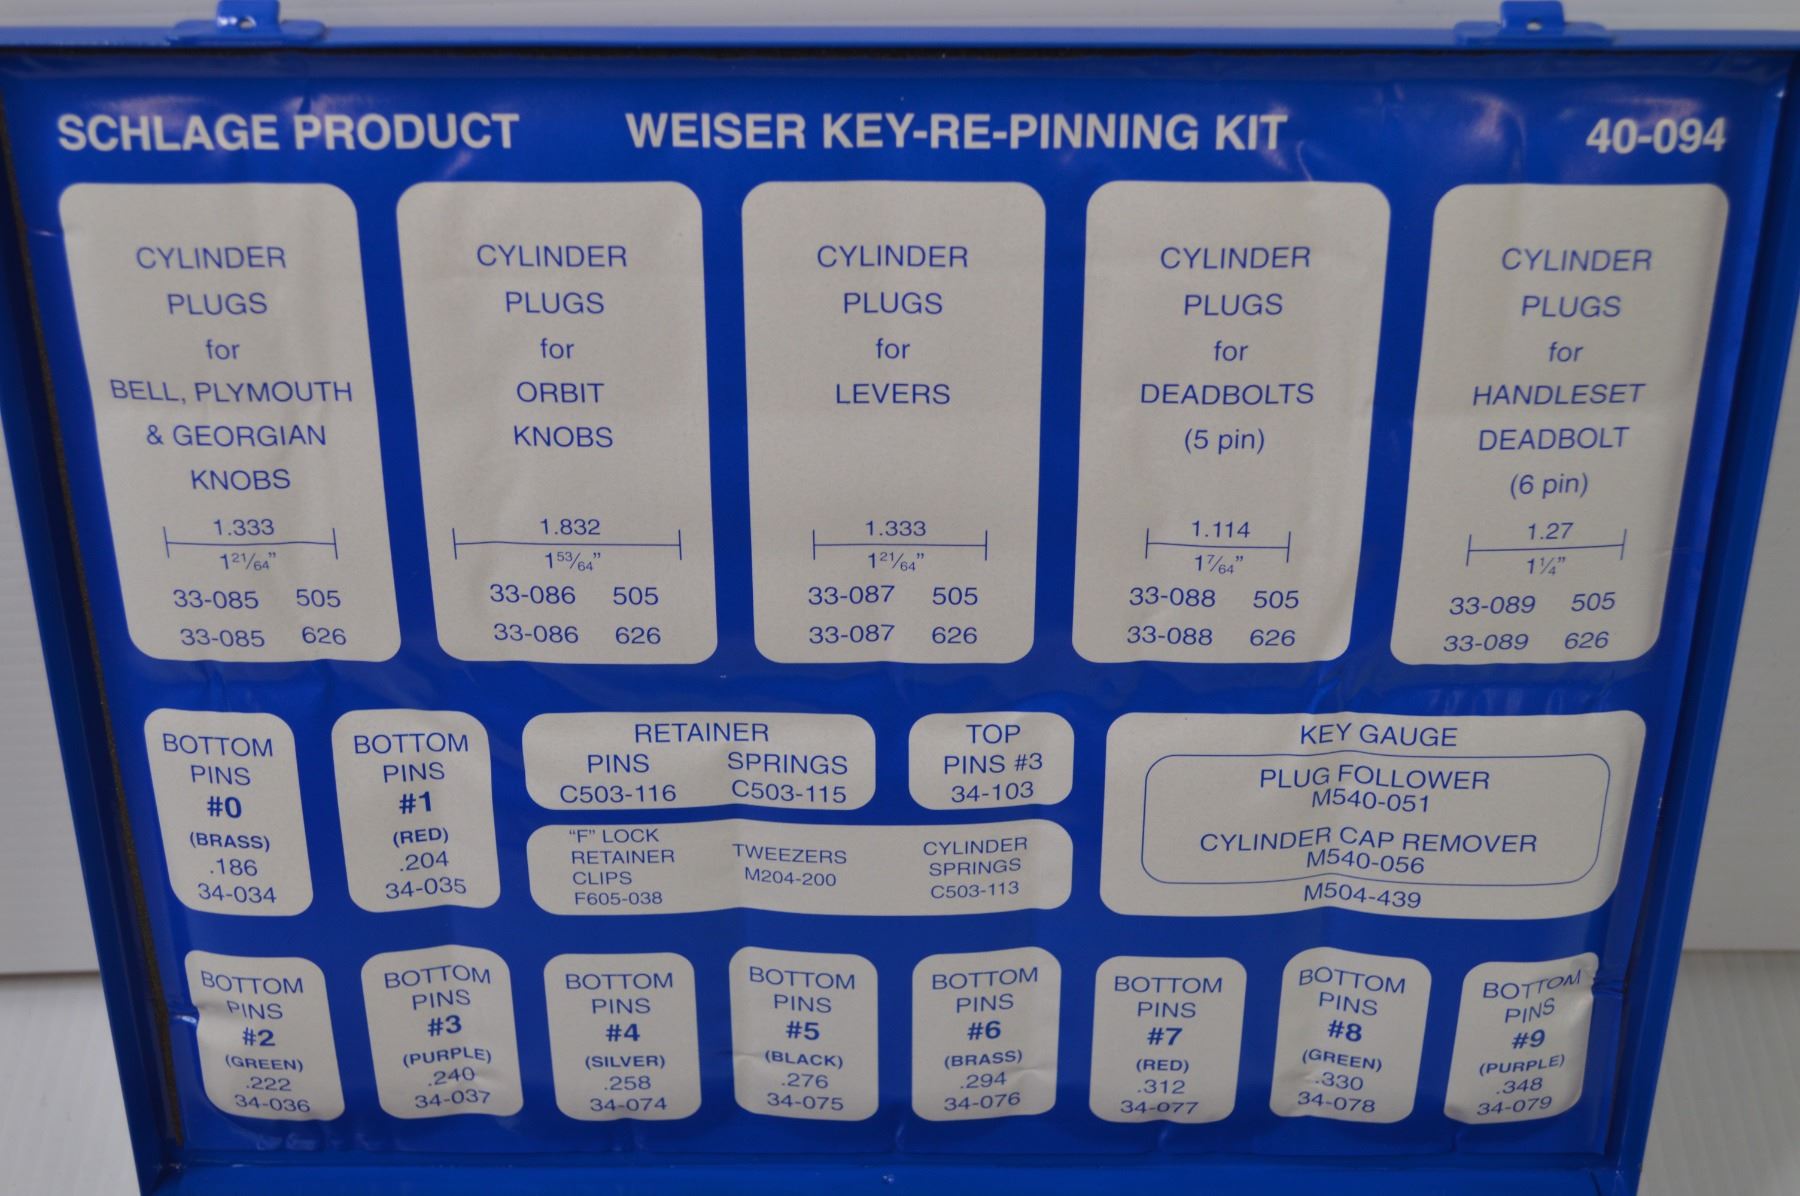 SCHLAGE PRODUCT WEISER KEY-RE-PINNING KIT 40-094
CYLINDER
PLUGS
for
BELL, PLYMOUTH
& GEORGIAN
KNOBS
1.333
1 21/64"
33-085 505
33-085 626
CYLINDER
PLUGS
for
ORBIT
KNOBS
1.832
1 53/64"
33-086 505
33-086 626
CYLINDER
PLUGS
for
LEVERS
1.333
1 21/64"
33-087 505
33-087 626
CYLINDER
PLUGS
for
DEADBOLTS
(5 pin)
1.114
1 7/64"
33-088 505
33-088 626
CYLINDER
PLUGS
for
HANDLESET
DEADBOLT
(6 pin)
1.27
1 1/4"
33-089 505
33-089 626
BOTTOM
PINS
#0
(BRASS)
.186
34-034
BOTTOM
PINS
#1
(RED)
.204
34-035
RETAINER
PINS SPRINGS
C503-116 C503-115
TOP
PINS #3
34-103
"F" LOCK
RETAINER
CLIPS
F605-038
TWEEZERS
M204-200
CYLINDER
SPRINGS
C503-113
KEY GAUGE
PLUG FOLLOWER
M540-051
CYLINDER CAP REMOVER
M540-056
M504-439
BOTTOM
PINS
#2
(GREEN)
.222
34-036
BOTTOM
PINS
#3
(PURPLE)
.240
34-037
BOTTOM
PINS
#4
(SILVER)
.258
34-074
BOTTOM
PINS
#5
(BLACK)
.276
34-075
BOTTOM
PINS
#6
(BRASS)
.294
34-076
BOTTOM
PINS
#7
(RED)
.312
34-077
BOTTOM
PINS
#8
(GREEN)
.330
34-078
BOTTOM
PINS
#9
(PURPLE)
.348
34-079